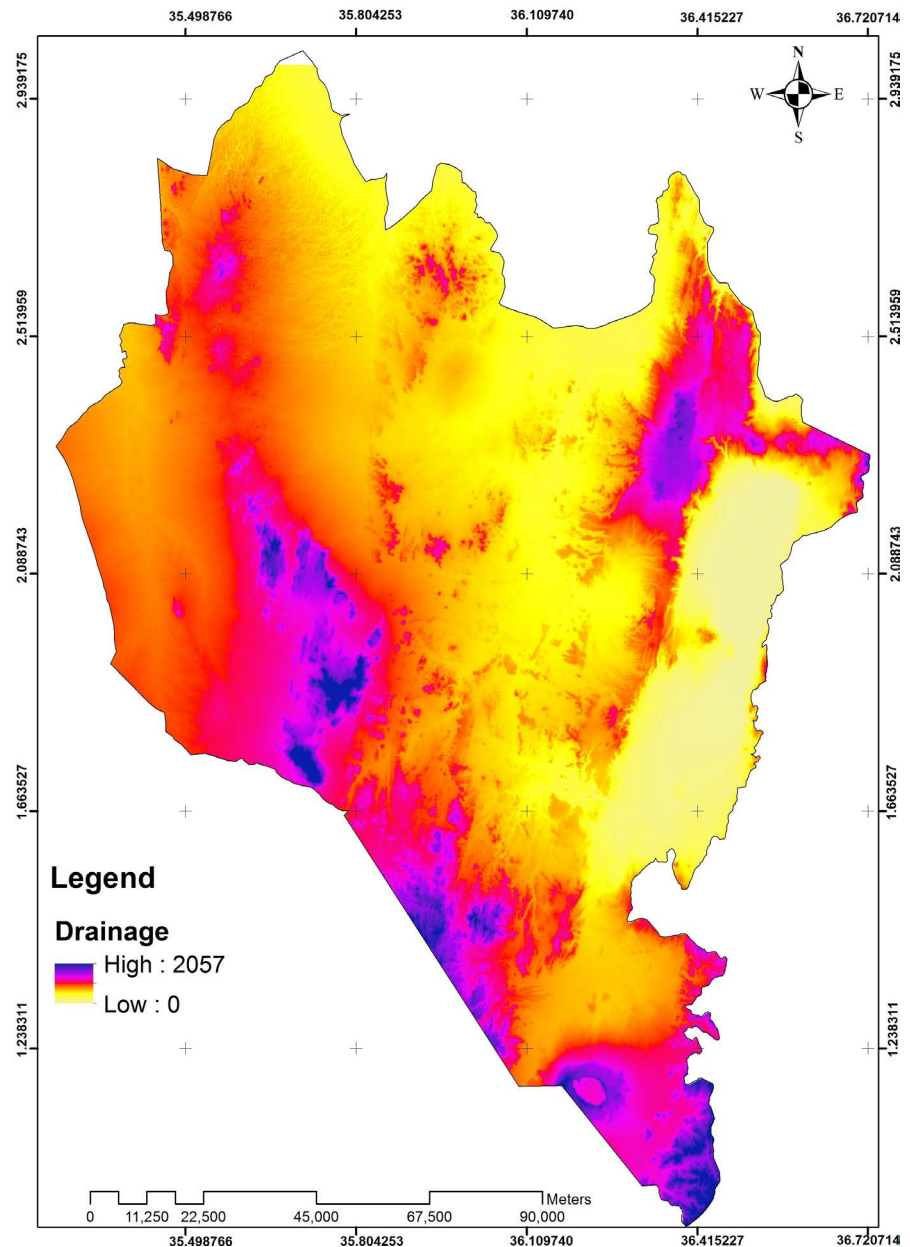 35.498766 35.804253 36.109740 36.415227 36.7207145
2.939175 2.939175
N
W E
S
2.513959 2.513959
2.088743 2.088743
1.663527 1.663527
Legend
Drainage
High : 2057
Low : 0
1.238311 1.238311
Meters
0 11,250 22,500 45,000 67,500 90,000
35.498766 35.804253 36.109740 36.415227 36.7207145